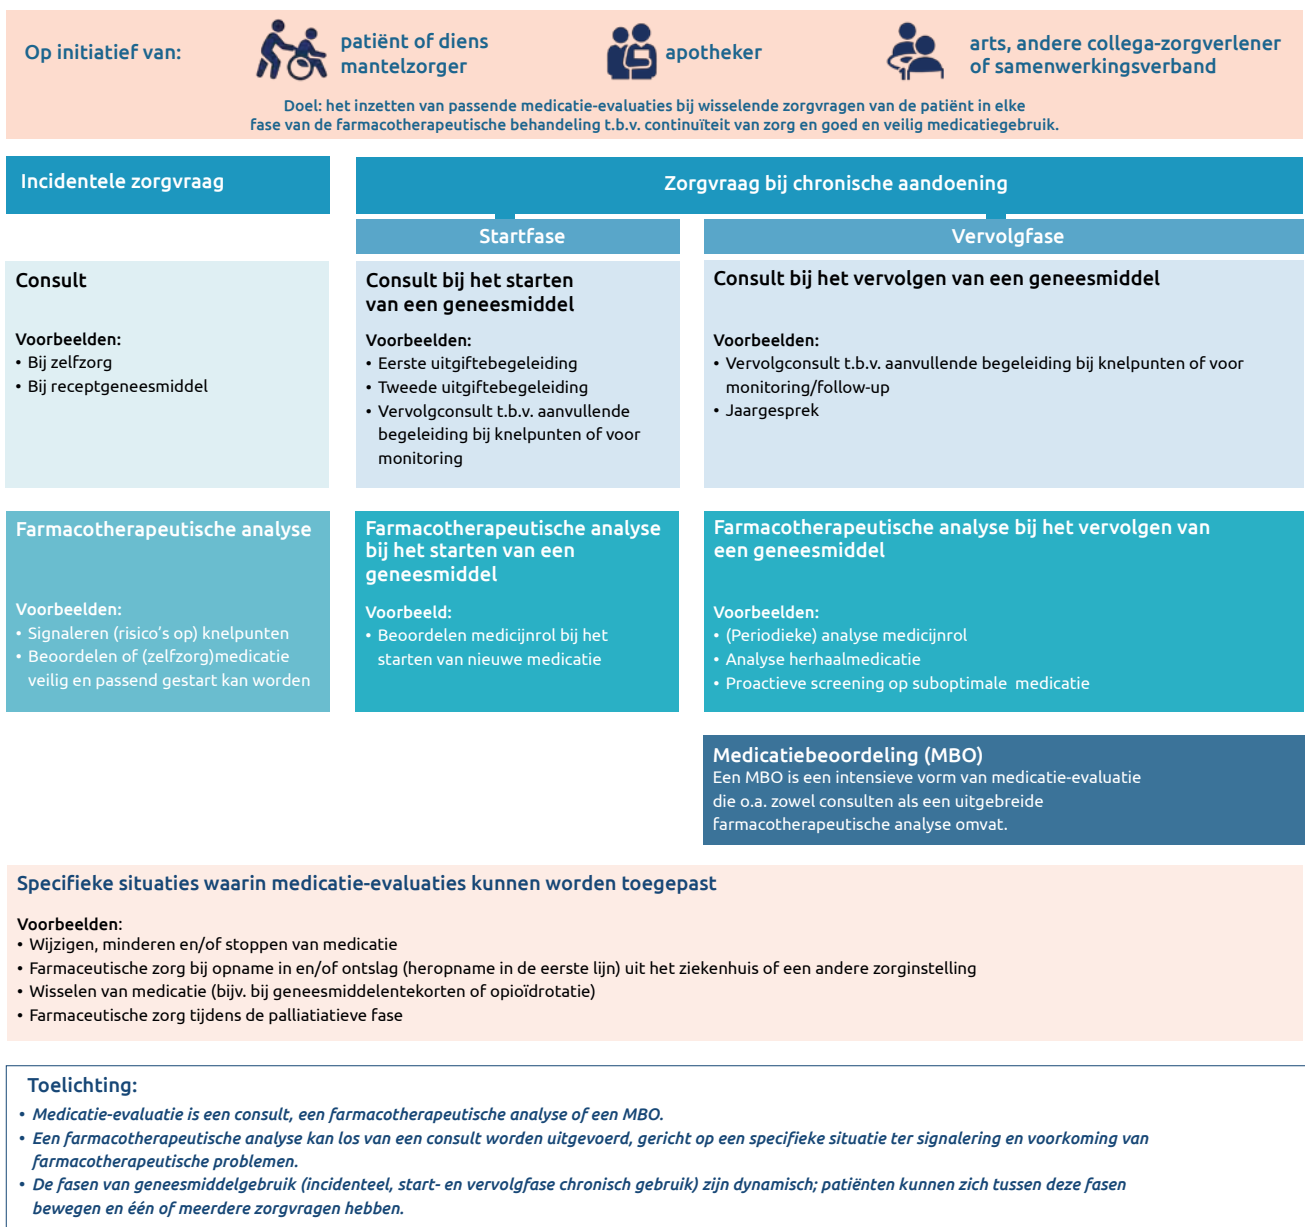 Op initiatief van:
patiënt of diens
mantelzorger
apotheker
arts, andere collega-zorgverlener
of samenwerkingsverband
Doel: het inzetten van passende medicatie-evaluaties bij wisselende zorgvragen van de patiënt in elke
fase van de farmacotherapeutische behandeling t.b.v. continuïteit van zorg en goed en veilig medicatiegebruik.
Incidentele zorgvraag
Zorgvraag bij chronische aandoening
Startfase
Vervolgfase
Consult
Voorbeelden:
• Bij zelfzorg
• Bij receptgeneesmiddel
Consult bij het starten
van een geneesmiddel
Voorbeelden:
• Eerste uitgiftebegeleiding
• Tweede uitgiftebegeleiding
• Vervolgconsult t.b.v. aanvullende
begeleiding bij knelpunten of voor
monitoring
Consult bij het vervolgen van een geneesmiddel
Voorbeelden:
• Vervolgconsult t.b.v. aanvullende begeleiding bij knelpunten of voor
monitoring/follow-up
• Jaargesprek
Farmacotherapeutische analyse
Voorbeelden:
• Signaleren (risico's op) knelpunten
• Beoordelen of (zelfzorg)medicatie
veilig en passend gestart kan worden
Farmacotherapeutische analyse
bij het starten van een
geneesmiddel
Voorbeeld:
• Beoordelen medicijnrol bij het
starten van nieuwe medicatie
Farmacotherapeutische analyse bij het vervolgen van
een geneesmiddel
Voorbeelden:
• (Periodieke) analyse medicijnrol
• Analyse herhaalmedicatie
• Proactieve screening op suboptimale medicatie
Medicatiebeoordeling (MBO)
Een MBO is een intensieve vorm van medicatie-evaluatie
die o.a. zowel consulten als een uitgebreide
farmacotherapeutische analyse omvat.
Specifieke situaties waarin medicatie-evaluaties kunnen worden toegepast
Voorbeelden:
• Wijzigen, minderen en/of stoppen van medicatie
• Farmaceutische zorg bij opname in en/of ontslag (heropname in de eerste lijn) uit het ziekenhuis of een andere zorginstelling
• Wisselen van medicatie (bijv. bij geneesmiddelentekorten of opioïdrotatie)
• Farmaceutische zorg tijdens de palliatiatieve fase
Toelichting:
• Medicatie-evaluatie is een consult, een farmacotherapeutische analyse of een MBO.
• Een farmacotherapeutische analyse kan los van een consult worden uitgevoerd, gericht op een specifieke situatie ter signalering en voorkoming van
farmacotherapeutische problemen.
• De fasen van geneesmiddelgebruik (incidenteel, start- en vervolgfase chronisch gebruik) zijn dynamisch; patiënten kunnen zich tussen deze fasen
bewegen en één of meerdere zorgvragen hebben.